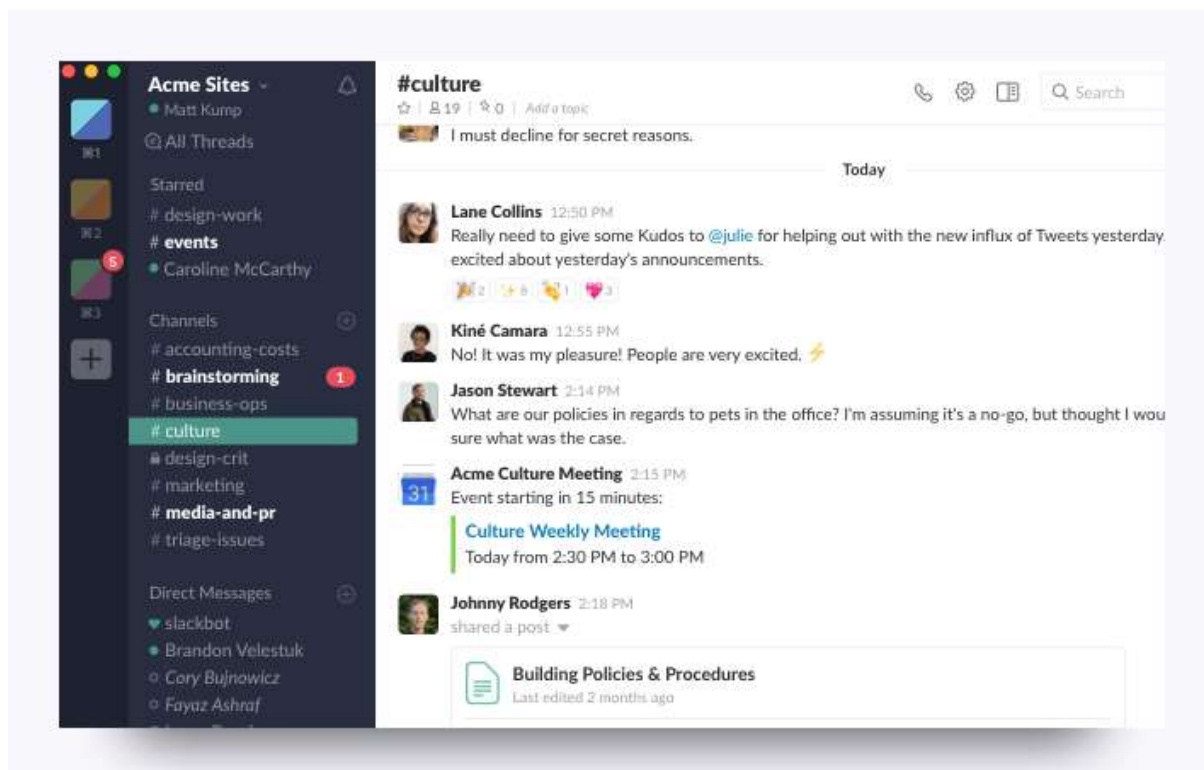 ⌘1
⌘2
5
⌘3
Acme Sites
Matt Kump
All Threads
Starred
# design-work
# events
Caroline McCarthy
Channels
# accounting-costs
# brainstorming 1
# business-ops
# culture
design-crit
# marketing
# media-and-pr
# triage-issues
Direct Messages
slackbot
Brandon Velestuk
Cory Bujnowicz
Fayaz Ashraf
#culture
19 | 0 | Add a topic
Search
I must decline for secret reasons.
Today
Lane Collins 12:50 PM
Really need to give some Kudos to @julie for helping out with the new influx of Tweets yesterday.
excited about yesterday's announcements.
2 6 1 3
Kiné Camara 12:55 PM
No! It was my pleasure! People are very excited.
Jason Stewart 2:14 PM
What are our policies in regards to pets in the office? I'm assuming it's a no-go, but thought I wou
sure what was the case.
31
Acme Culture Meeting 2:15 PM
Event starting in 15 minutes:
Culture Weekly Meeting
Today from 2:30 PM to 3:00 PM
Johnny Rodgers 2:18 PM
shared a post
Building Policies & Procedures
Last edited 2 months ago